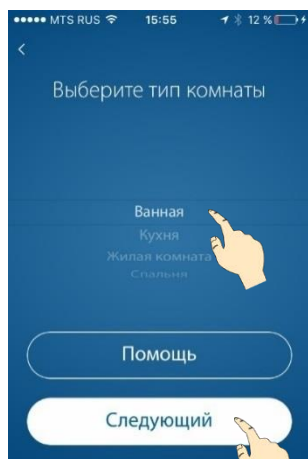 MTS RUS 15:55 12 %
Выберите тип комнаты
Ванная
Кухня
Жилая комната
Спальня
Помощь
Следующий